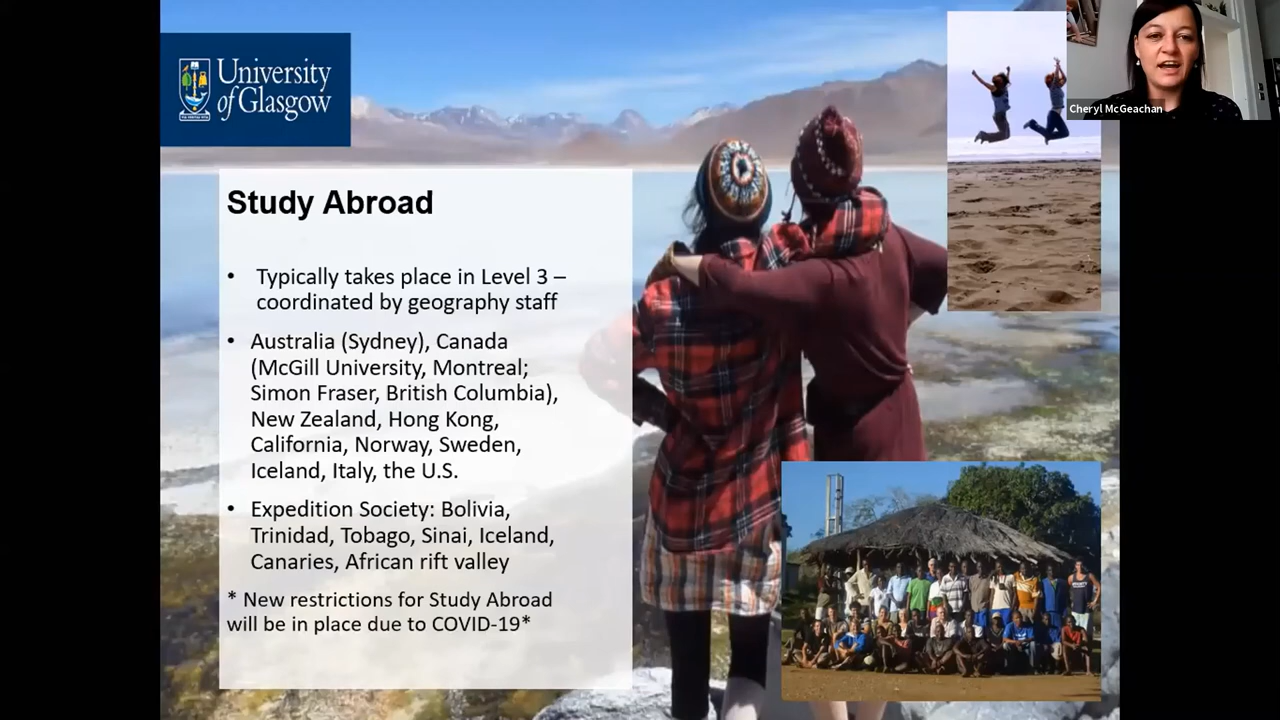 University
of Glasgow
Cheryl McGeachan
Study Abroad
• Typically takes place in Level 3 –
coordinated by geography staff
• Australia (Sydney), Canada
(McGill University, Montreal;
Simon Fraser, British Columbia),
New Zealand, Hong Kong,
California, Norway, Sweden,
Iceland, Italy, the U.S.
• Expedition Society: Bolivia,
Trinidad, Tobago, Sinai, Iceland,
Canaries, African rift valley
* New restrictions for Study Abroad
will be in place due to COVID-19*